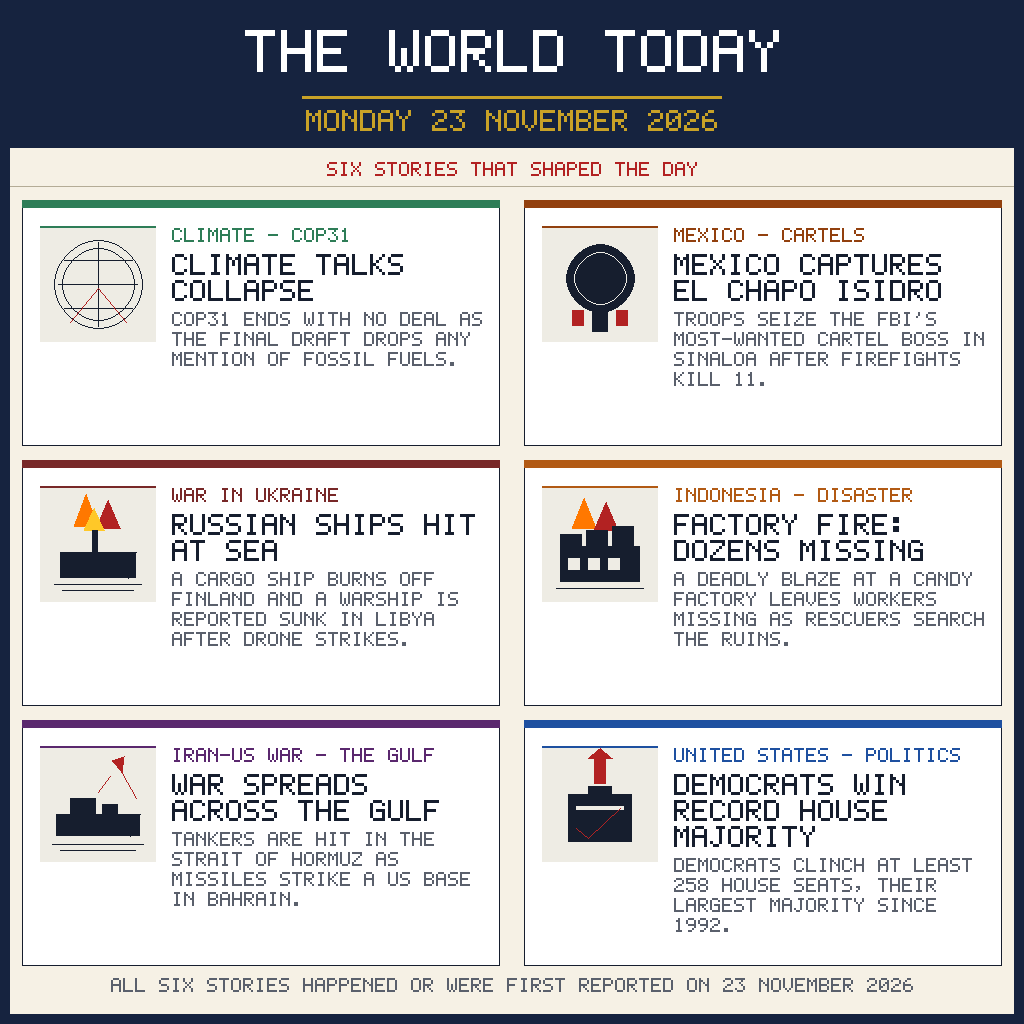 THE WORLD TODAY
MONDAY 23 NOVEMBER 2026
SIX STORIES THAT SHAPED THE DAY
CLIMATE - COP31
CLIMATE TALKS
COLLAPSE
COP31 ENDS WITH NO DEAL AS
THE FINAL DRAFT DROPS ANY
MENTION OF FOSSIL FUELS.
MEXICO - CARTELS
MEXICO CAPTURES
EL CHAPO ISIDRO
TROOPS SEIZE THE FBI'S
MOST-WANTED CARTEL BOSS IN
SINALOA AFTER FIREFIGHTS
KILL 11.
WAR IN UKRAINE
RUSSIAN SHIPS HIT
AT SEA
A CARGO SHIP BURNS OFF
FINLAND AND A WARSHIP IS
REPORTED SUNK IN LIBYA
AFTER DRONE STRIKES.
INDONESIA - DISASTER
FACTORY FIRE:
DOZENS MISSING
A DEADLY BLAZE AT A CANDY
FACTORY LEAVES WORKERS
MISSING AS RESCUERS SEARCH
THE RUINS.
IRAN-US WAR - THE GULF
WAR SPREADS
ACROSS THE GULF
TANKERS ARE HIT IN THE
STRAIT OF HORMUZ AS
MISSILES STRIKE A US BASE
IN BAHRAIN.
UNITED STATES - POLITICS
DEMOCRATS WIN
RECORD HOUSE
MAJORITY
DEMOCRATS CLINCH AT LEAST
258 HOUSE SEATS, THEIR
LARGEST MAJORITY SINCE
1992.
ALL SIX STORIES HAPPENED OR WERE FIRST REPORTED ON 23 NOVEMBER 2026